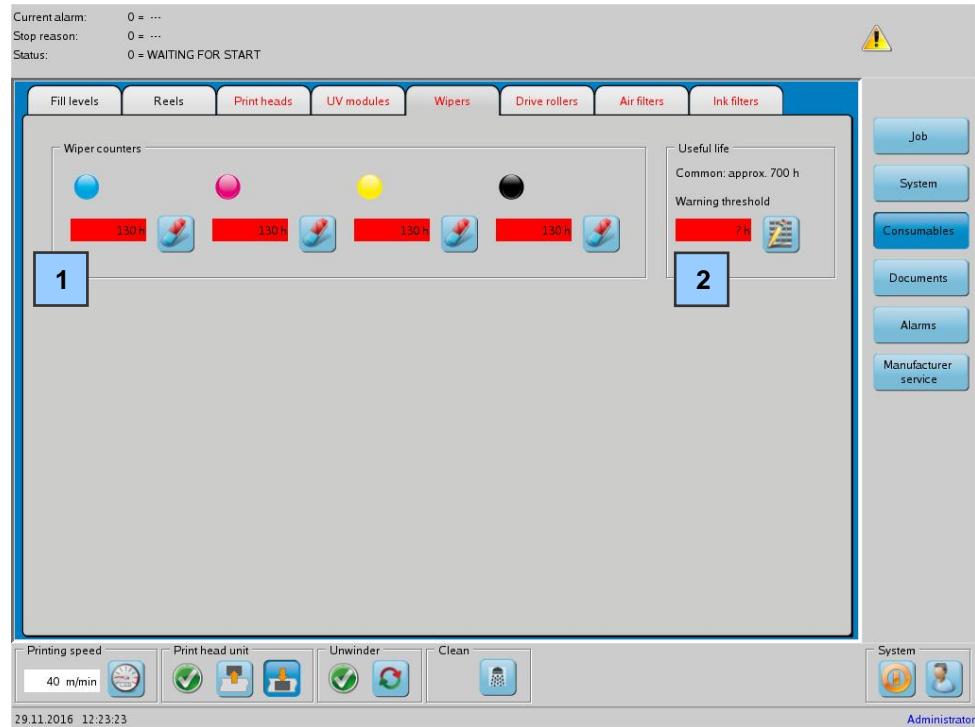 Current alarm: 0 = ---
Stop reason: 0 = ---
Status: 0 = WAITING FOR START
Fill levels Reels Print heads UV modules Wipers Drive rollers Air filters Ink filters
Wiper counters
130 h 130 h 130 h 130 h
1
Useful life
Common: approx. 700 h
Warning threshold
? h
2
Job
System
Consumables
Documents
Alarms
Manufacturer
service
Printing speed Print head unit Unwinder Clean System
40 m/min
29.11.2016 12:23:23 Administrator